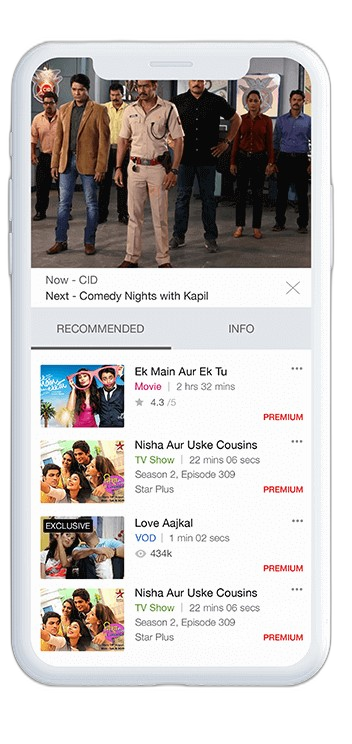 Now - CID
Next - Comedy Nights with Kapil
RECOMMENDED
INFO
Ek Main Aur Ek Tu
Movie | 2 hrs 32 mins
4.3 /5
PREMIUM
Nisha Aur Uske Cousins
TV Show | 22 mins 06 secs
Season 2, Episode 309
Star Plus
PREMIUM
EXCLUSIVE
Love Aajkal
VOD | 1 min 02 secs
434k
PREMIUM
Nisha Aur Uske Cousins
TV Show | 22 mins 06 secs
Season 2, Episode 309
Star Plus
PREMIUM